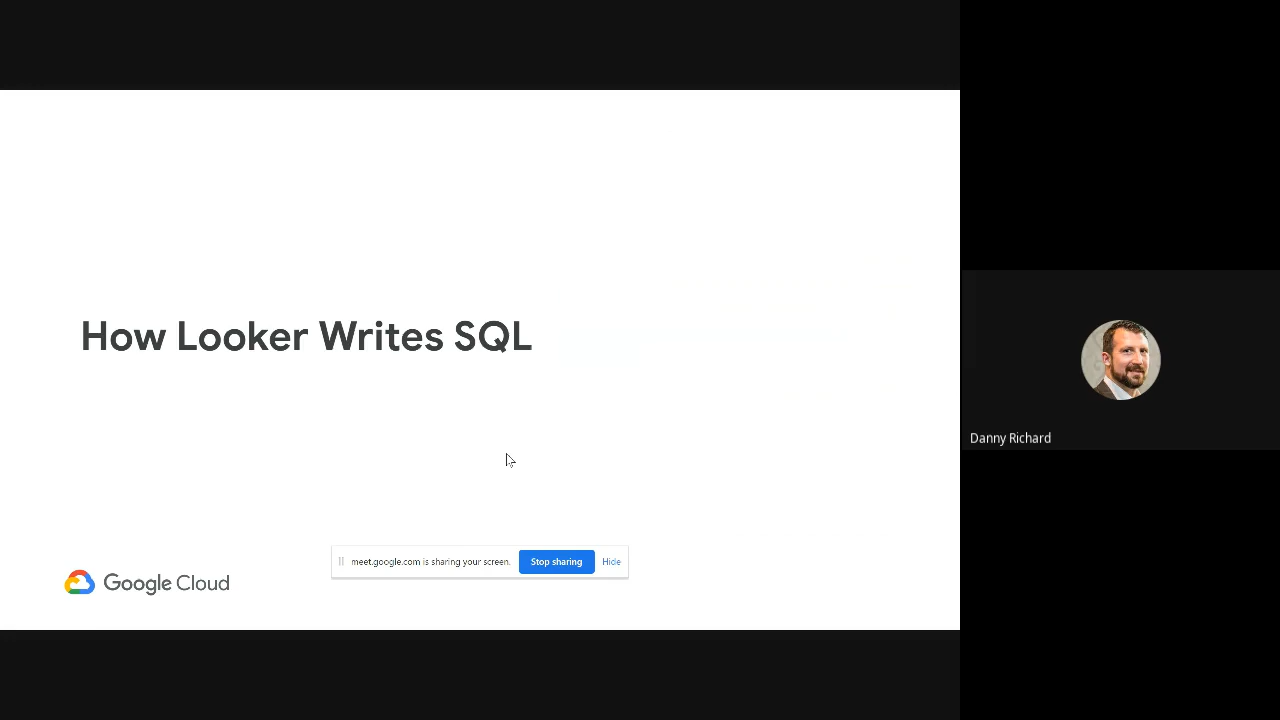 How Looker Writes SQL
Danny Richard
meet.google.com is sharing your screen. Stop sharing Hide
Google Cloud